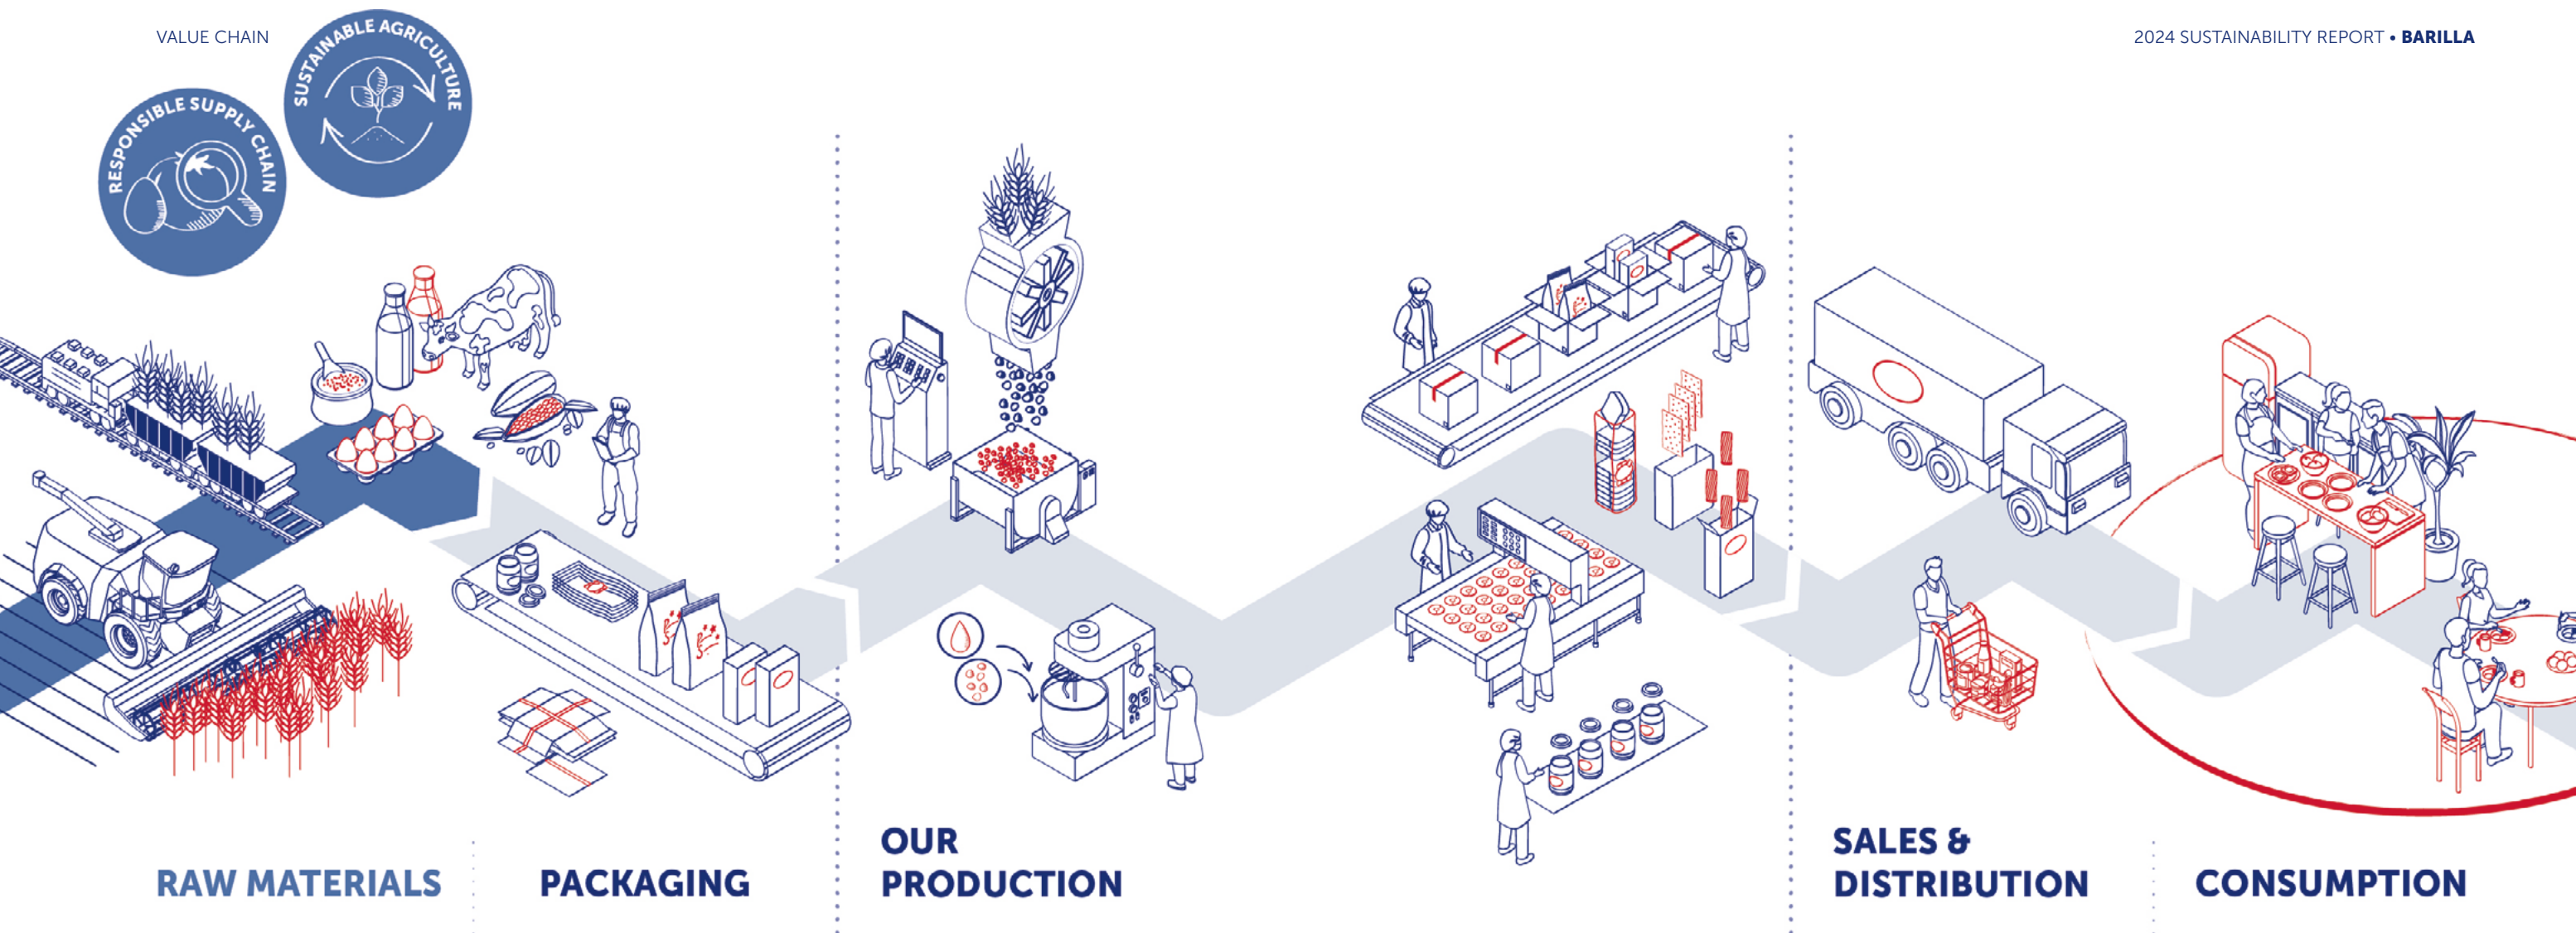 VALUE CHAIN
2024 SUSTAINABILITY REPORT • BARILLA
SUSTAINABLE AGRICULTURE
RESPONSIBLE SUPPLY CHAIN
RAW MATERIALS
PACKAGING
OUR
PRODUCTION
SALES &
DISTRIBUTION
CONSUMPTION